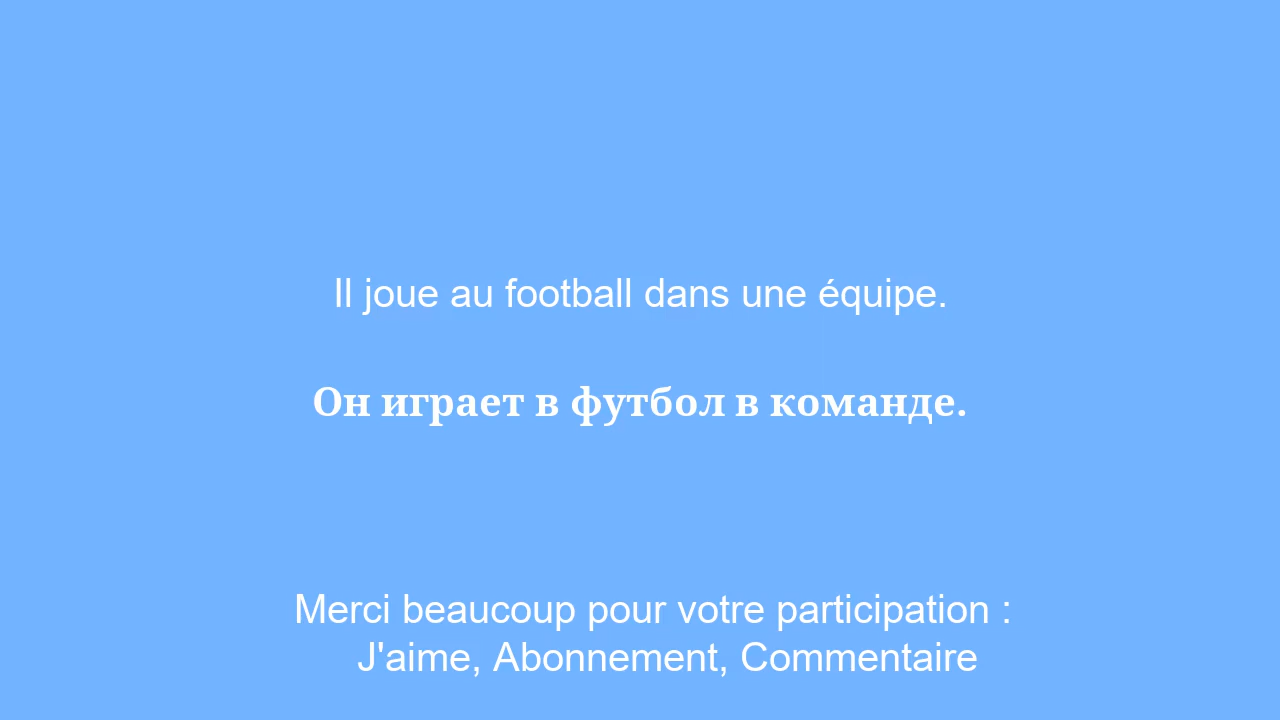 Il joue au football dans une équipe.
Он играет в футбол в команде.
Merci beaucoup pour votre participation :
J'aime, Abonnement, Commentaire